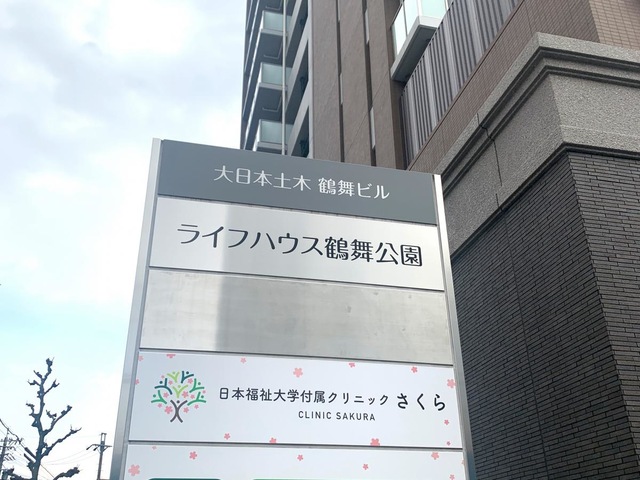 大日本土木 鶴舞ビル
ライフハウス鶴舞公園
日本福祉大学付属クリニック さくら
CLINIC SAKURA